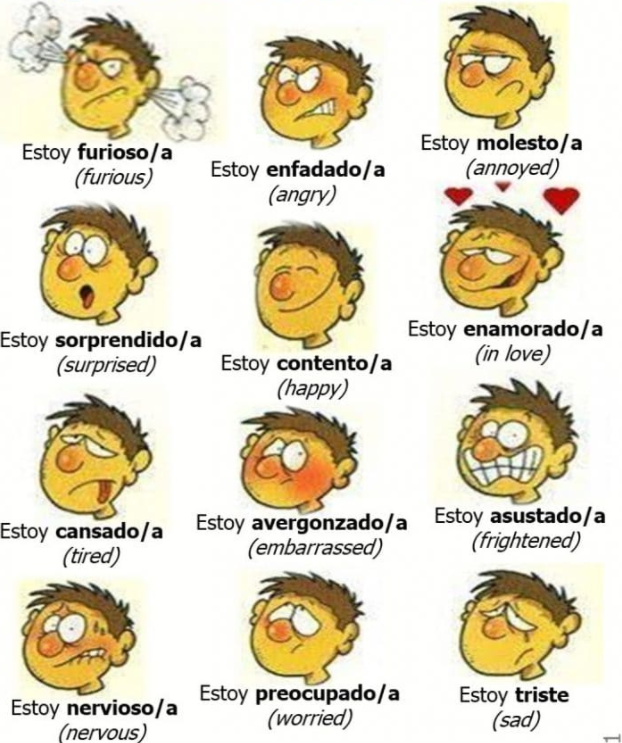 Estoy furioso/a
(furious)
Estoy enfadado/a
(angry)
Estoy molesto/a
(annoyed)
Estoy sorprendido/a
(surprised)
Estoy contento/a
(happy)
Estoy enamorado/a
(in love)
Estoy cansado/a
(tired)
Estoy avergonzado/a
(embarrassed)
Estoy asustado/a
(frightened)
Estoy nervioso/a
(nervous)
Estoy preocupado/a
(worried)
Estoy triste
(sad)
1